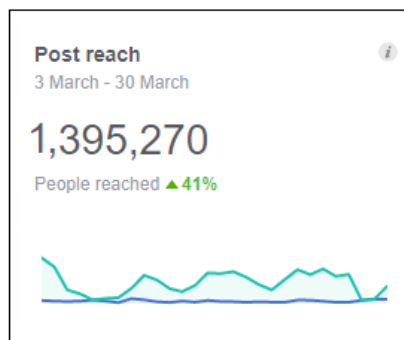 Post reach
i
3 March - 30 March
1,395,270
People reached ▲ 41%